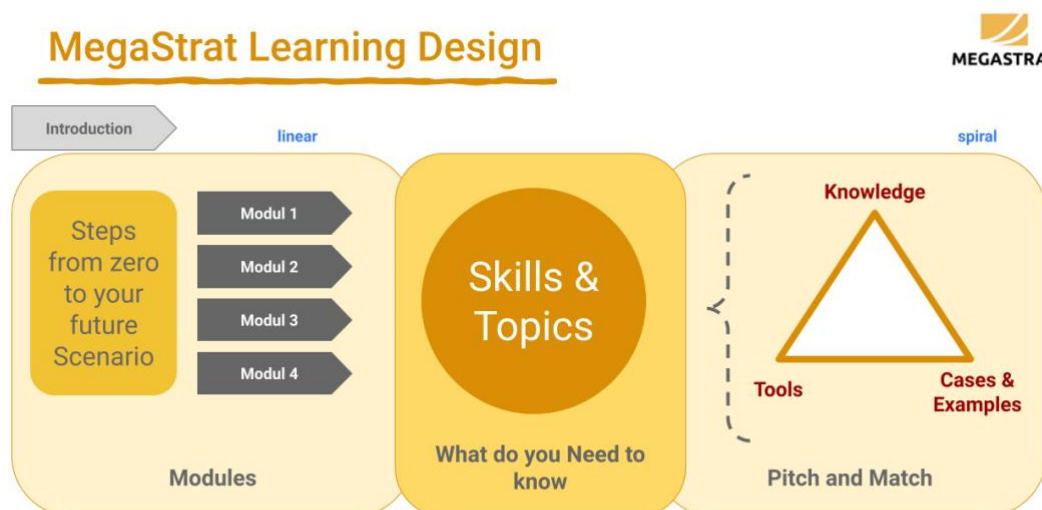 MegaStrat Learning Design
MEGASTRA
Introduction
linear
spiral
Steps
from zero
to your
future
Scenario
Modul 1
Modul 2
Modul 3
Modul 4
Modules
Skills &
Topics
What do you Need to
know
Knowledge
Tools
Cases &
Examples
Pitch and Match